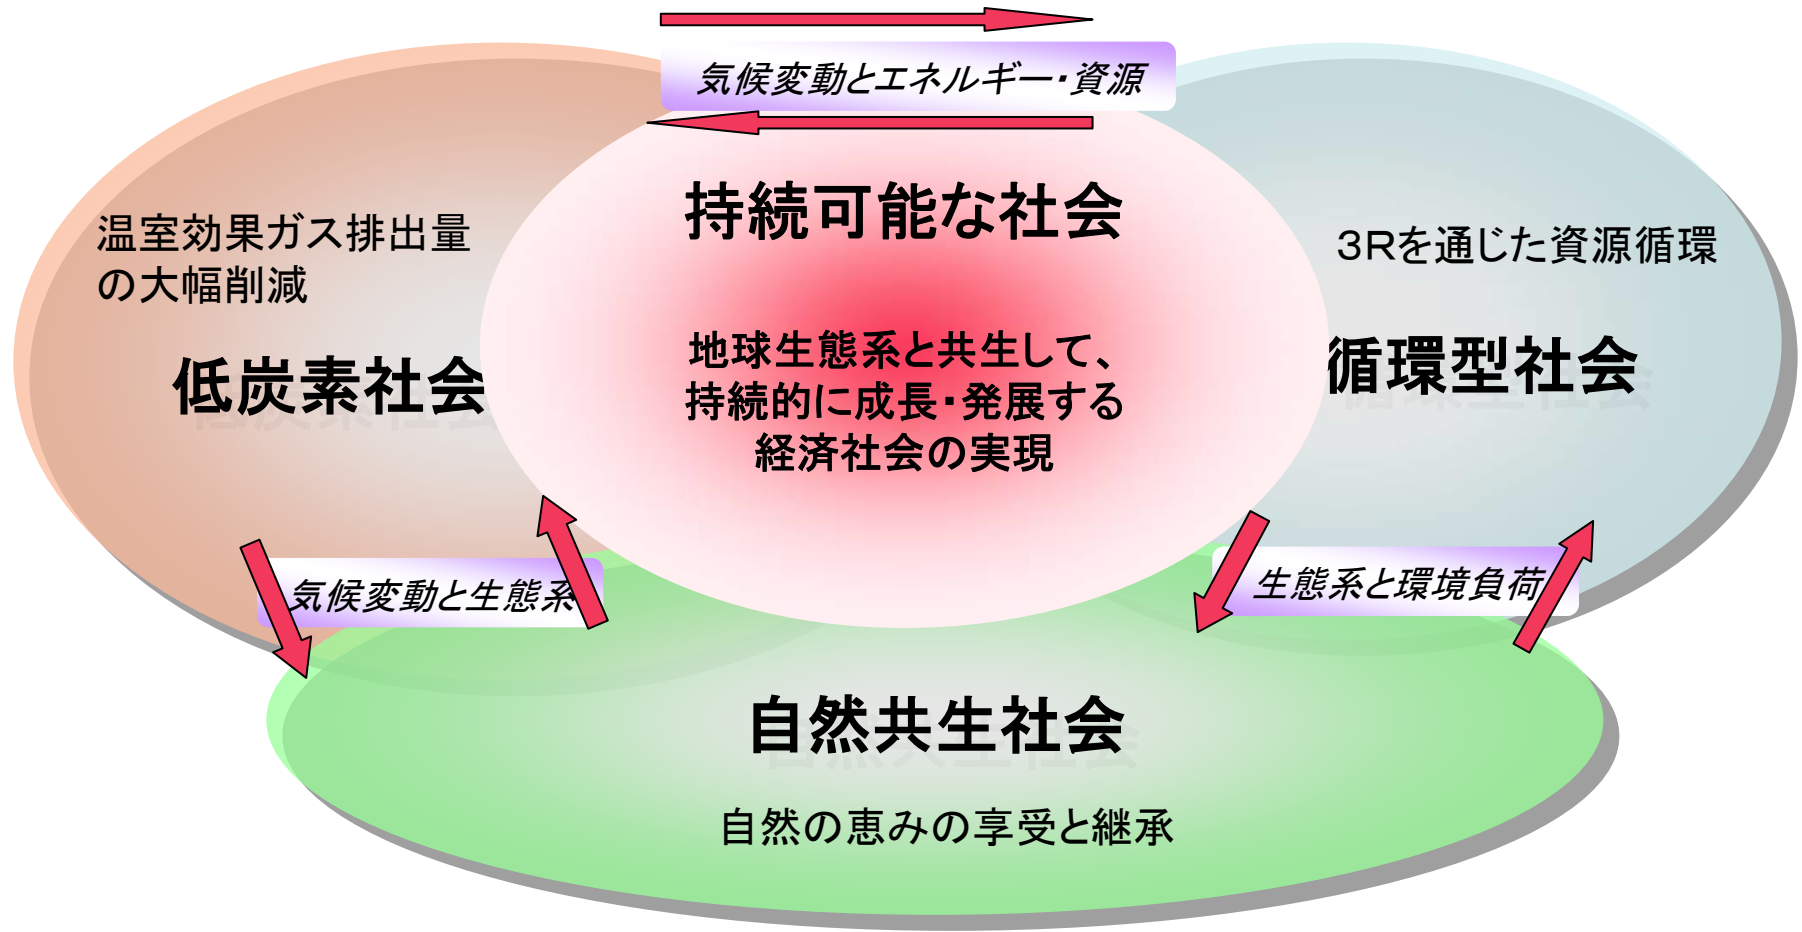 気候変動とエネルギー・資源
持続可能な社会
地球生態系と共生して、
持続的に成長・発展する
経済社会の実現
温室効果ガス排出量
の大幅削減
低炭素社会
3Rを通じた資源循環
循環型社会
気候変動と生態系
生態系と環境負荷
自然共生社会
自然の恵みの享受と継承